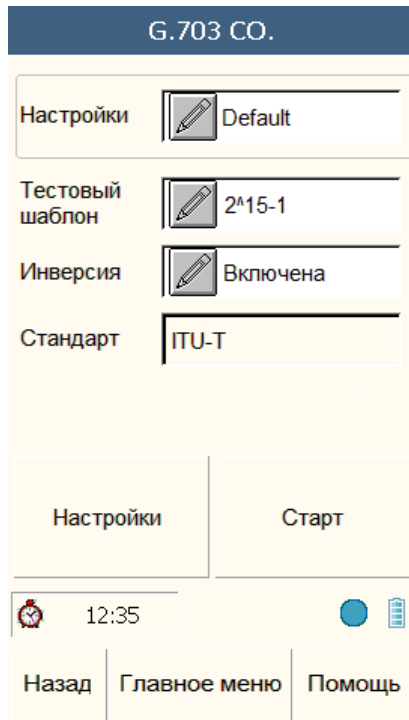 G.703 СО.
Настройки Default
Тестовый
шаблон 2^15-1
Инверсия Включена
Стандарт ITU-T
Настройки Старт
12:35
Назад Главное меню Помощь